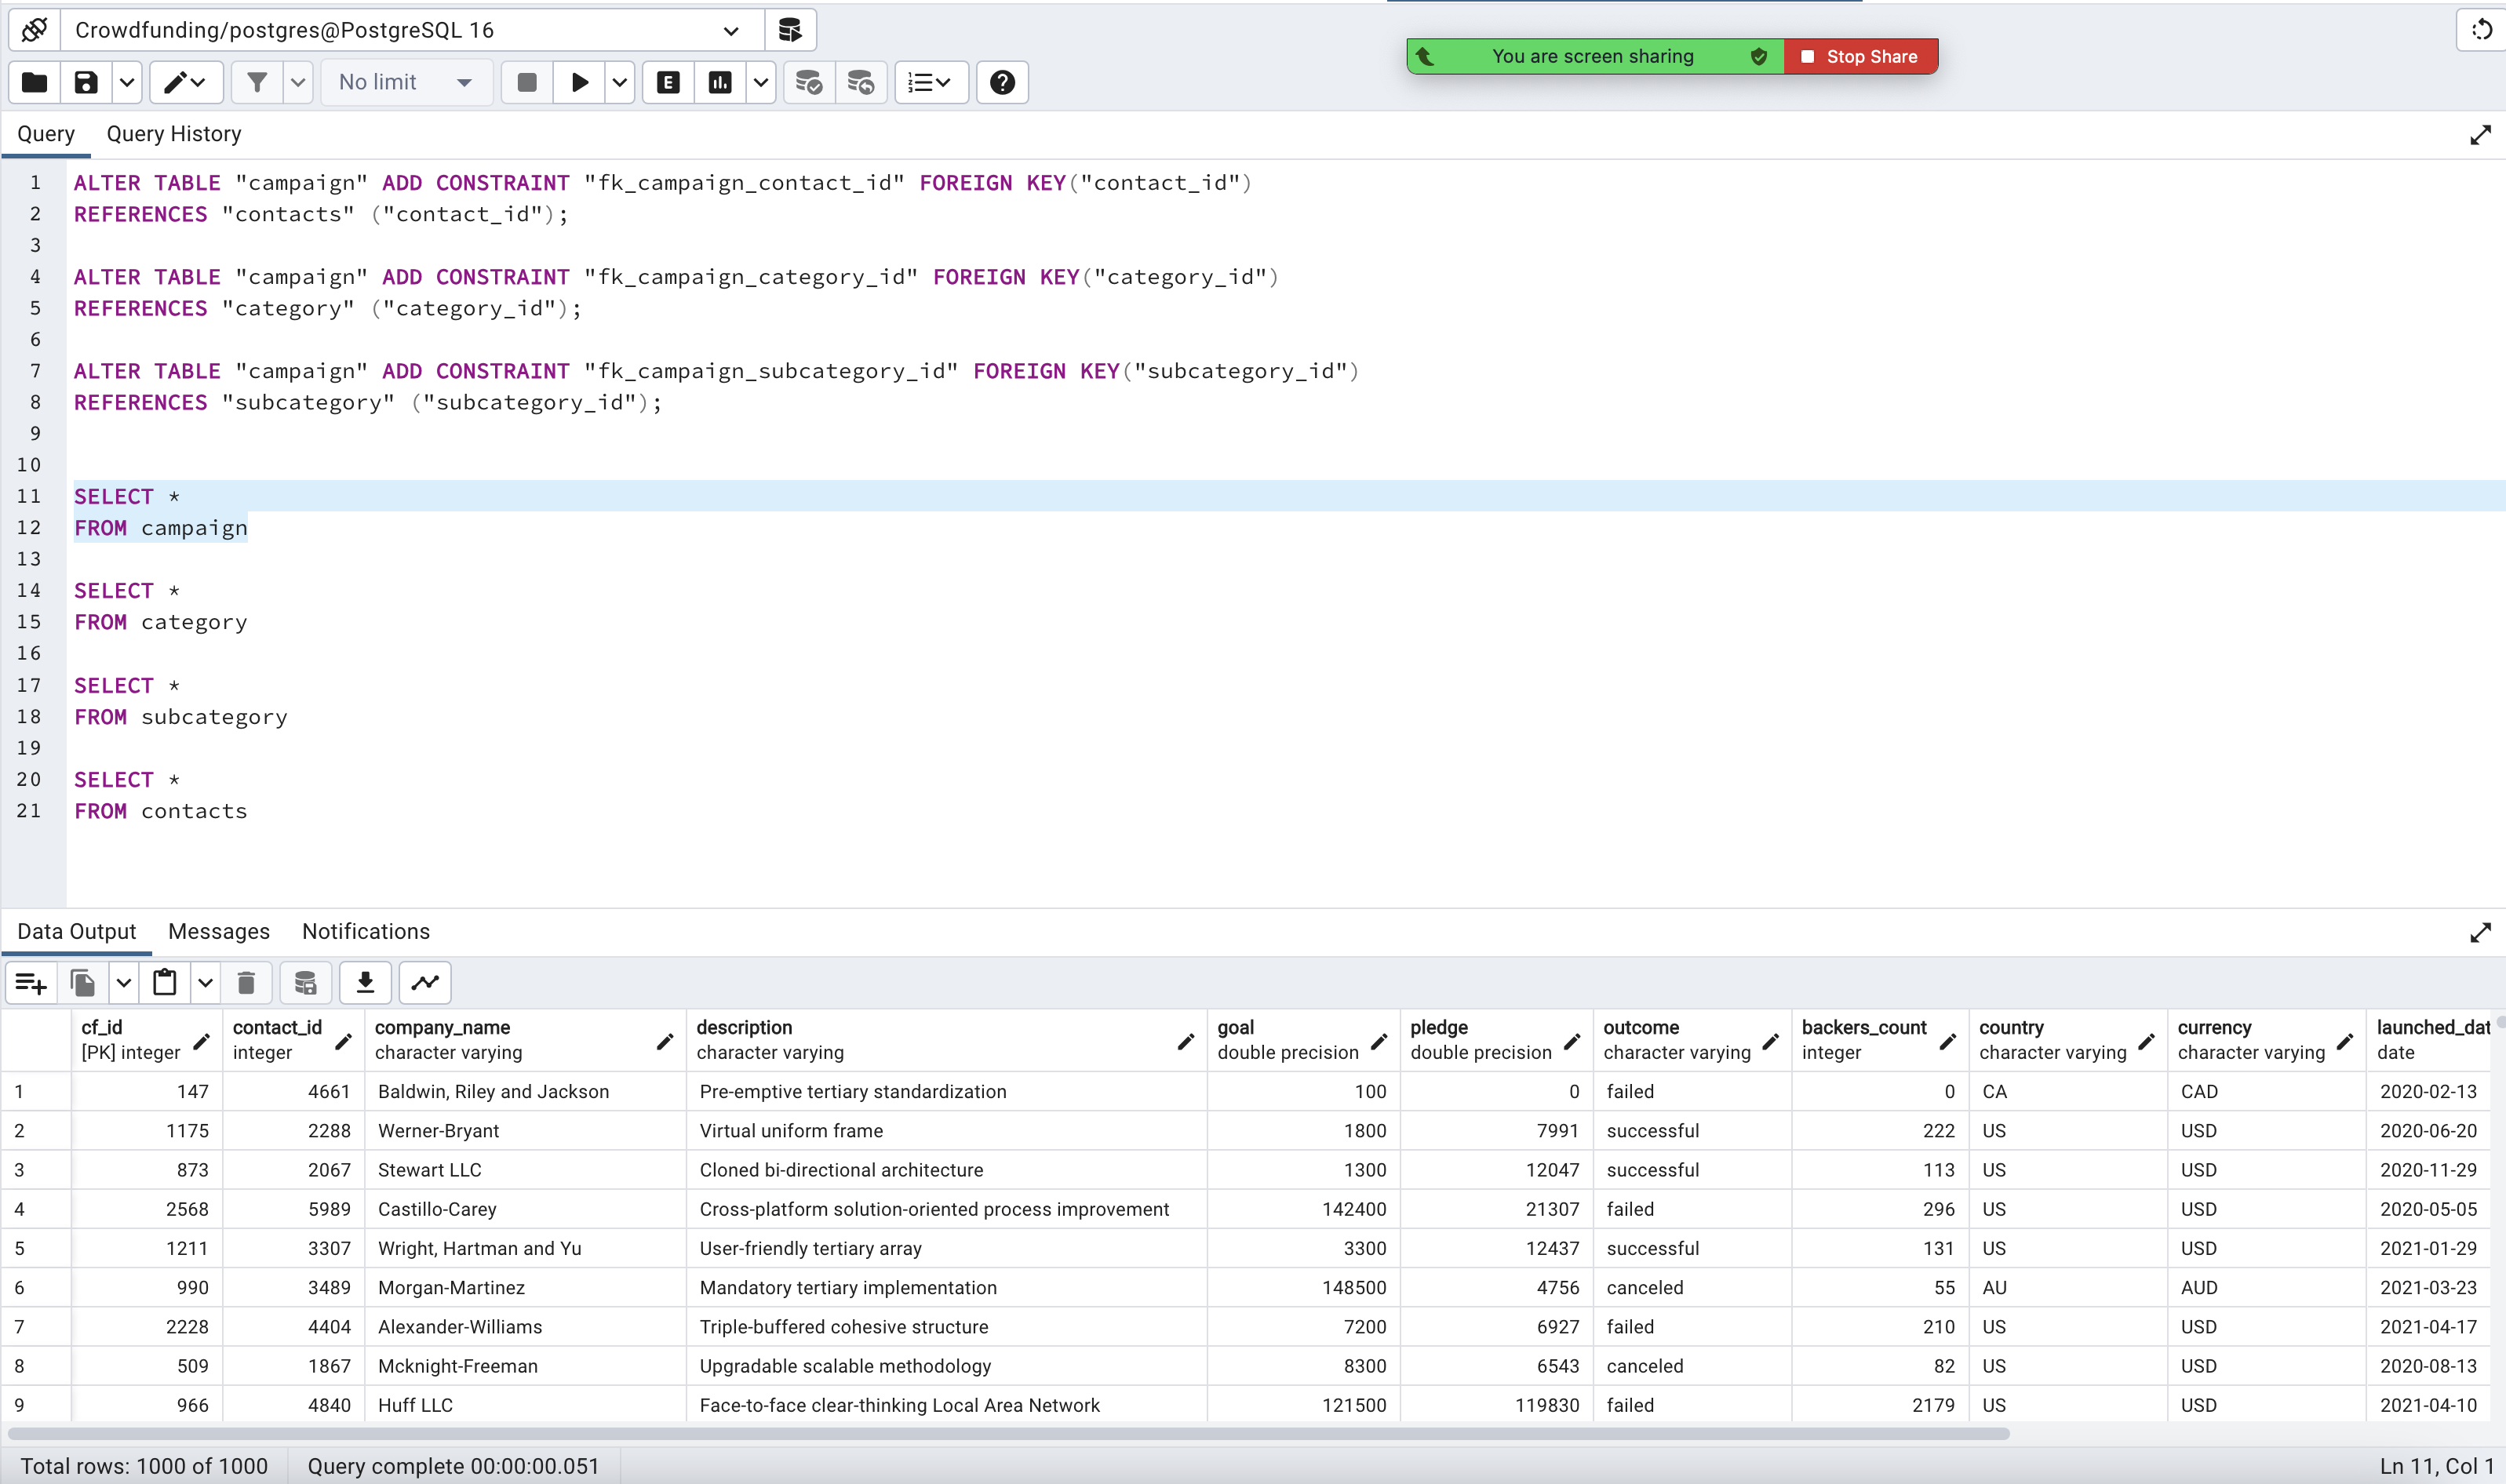 Crowdfunding/postgres@PostgreSQL 16
You are screen sharing
Stop Share
No limit
E
Query Query History
1 ALTER TABLE "campaign" ADD CONSTRAINT "fk_campaign_contact_id" FOREIGN KEY("contact_id")
2 REFERENCES "contacts" ("contact_id");
3
4 ALTER TABLE "campaign" ADD CONSTRAINT "fk_campaign_category_id" FOREIGN KEY("category_id")
5 REFERENCES "category" ("category_id");
6
7 ALTER TABLE "campaign" ADD CONSTRAINT "fk_campaign_subcategory_id" FOREIGN KEY("subcategory_id")
8 REFERENCES "subcategory" ("subcategory_id");
9
10
11 SELECT *
12 FROM campaign
13
14 SELECT *
15 FROM category
16
17 SELECT *
18 FROM subcategory
19
20 SELECT *
21 FROM contacts
Data Output Messages Notifications
cf_id contact_id company_name description goal pledge outcome backers_count country currency launched_dat
[PK] integer integer character varying character varying double precision double precision character varying integer character varying character varying date
1 147 4661 Baldwin, Riley and Jackson Pre-emptive tertiary standardization 100 0 failed 0 CA CAD 2020-02-13
2 1175 2288 Werner-Bryant Virtual uniform frame 1800 7991 successful 222 US USD 2020-06-20
3 873 2067 Stewart LLC Cloned bi-directional architecture 1300 12047 successful 113 US USD 2020-11-29
4 2568 5989 Castillo-Carey Cross-platform solution-oriented process improvement 142400 21307 failed 296 US USD 2020-05-05
5 1211 3307 Wright, Hartman and Yu User-friendly tertiary array 3300 12437 successful 131 US USD 2021-01-29
6 990 3489 Morgan-Martinez Mandatory tertiary implementation 148500 4756 canceled 55 AU AUD 2021-03-23
7 2228 4404 Alexander-Williams Triple-buffered cohesive structure 7200 6927 failed 210 US USD 2021-04-17
8 509 1867 Mcknight-Freeman Upgradable scalable methodology 8300 6543 canceled 82 US USD 2020-08-13
9 966 4840 Huff LLC Face-to-face clear-thinking Local Area Network 121500 119830 failed 2179 US USD 2021-04-10
Total rows: 1000 of 1000 Query complete 00:00:00.051 Ln 11, Col 1